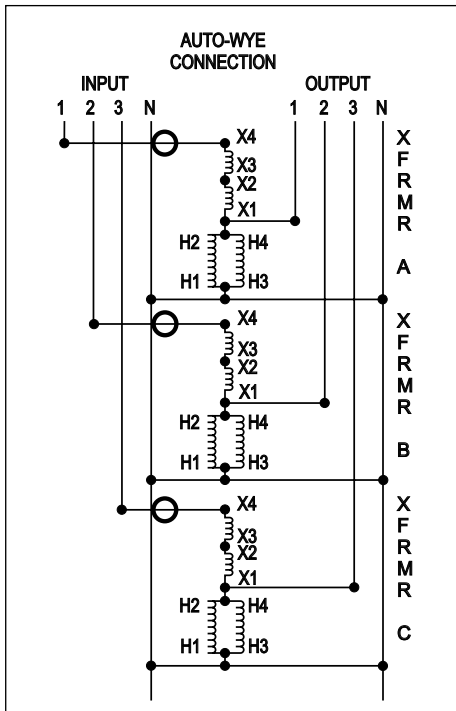 AUTO-WYE
CONNECTION
INPUT
OUTPUT
1 2 3 N
1 2 3 N
X4
X3
X2
X1
H2 H4
H1 H3
X
F
R
M
R
A
X4
X3
X2
X1
H2 H4
H1 H3
X
F
R
M
R
B
X4
X3
X2
X1
H2 H4
H1 H3
X
F
R
M
R
C